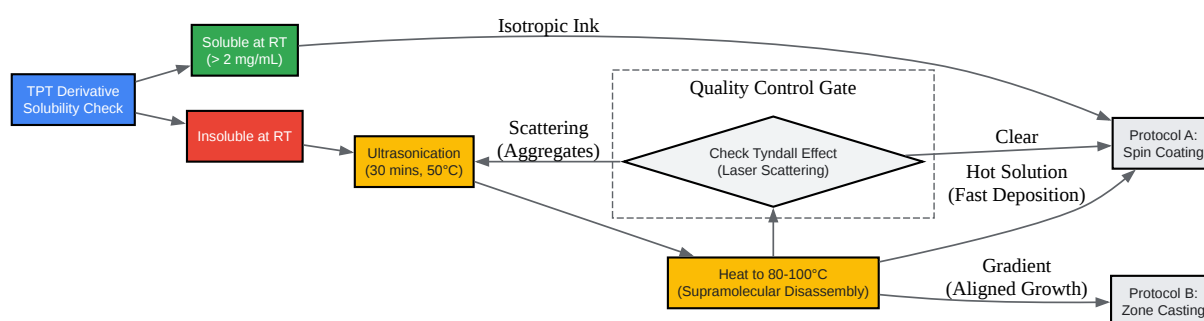 TPT Derivative
Solubility Check
Soluble at RT
(> 2 mg/mL)
Insoluble at RT
Isotropic Ink
Ultrasonication
(30 mins, 50°C)
Scattering
(Aggregates)
Quality Control Gate
Check Tyndall Effect
(Laser Scattering)
Heat to 80-100°C
(Supramolecular Disassembly)
Clear
Hot Solution
(Fast Deposition)
Gradient
(Aligned Growth)
Protocol A:
Spin Coating
Protocol B:
Zone Casting